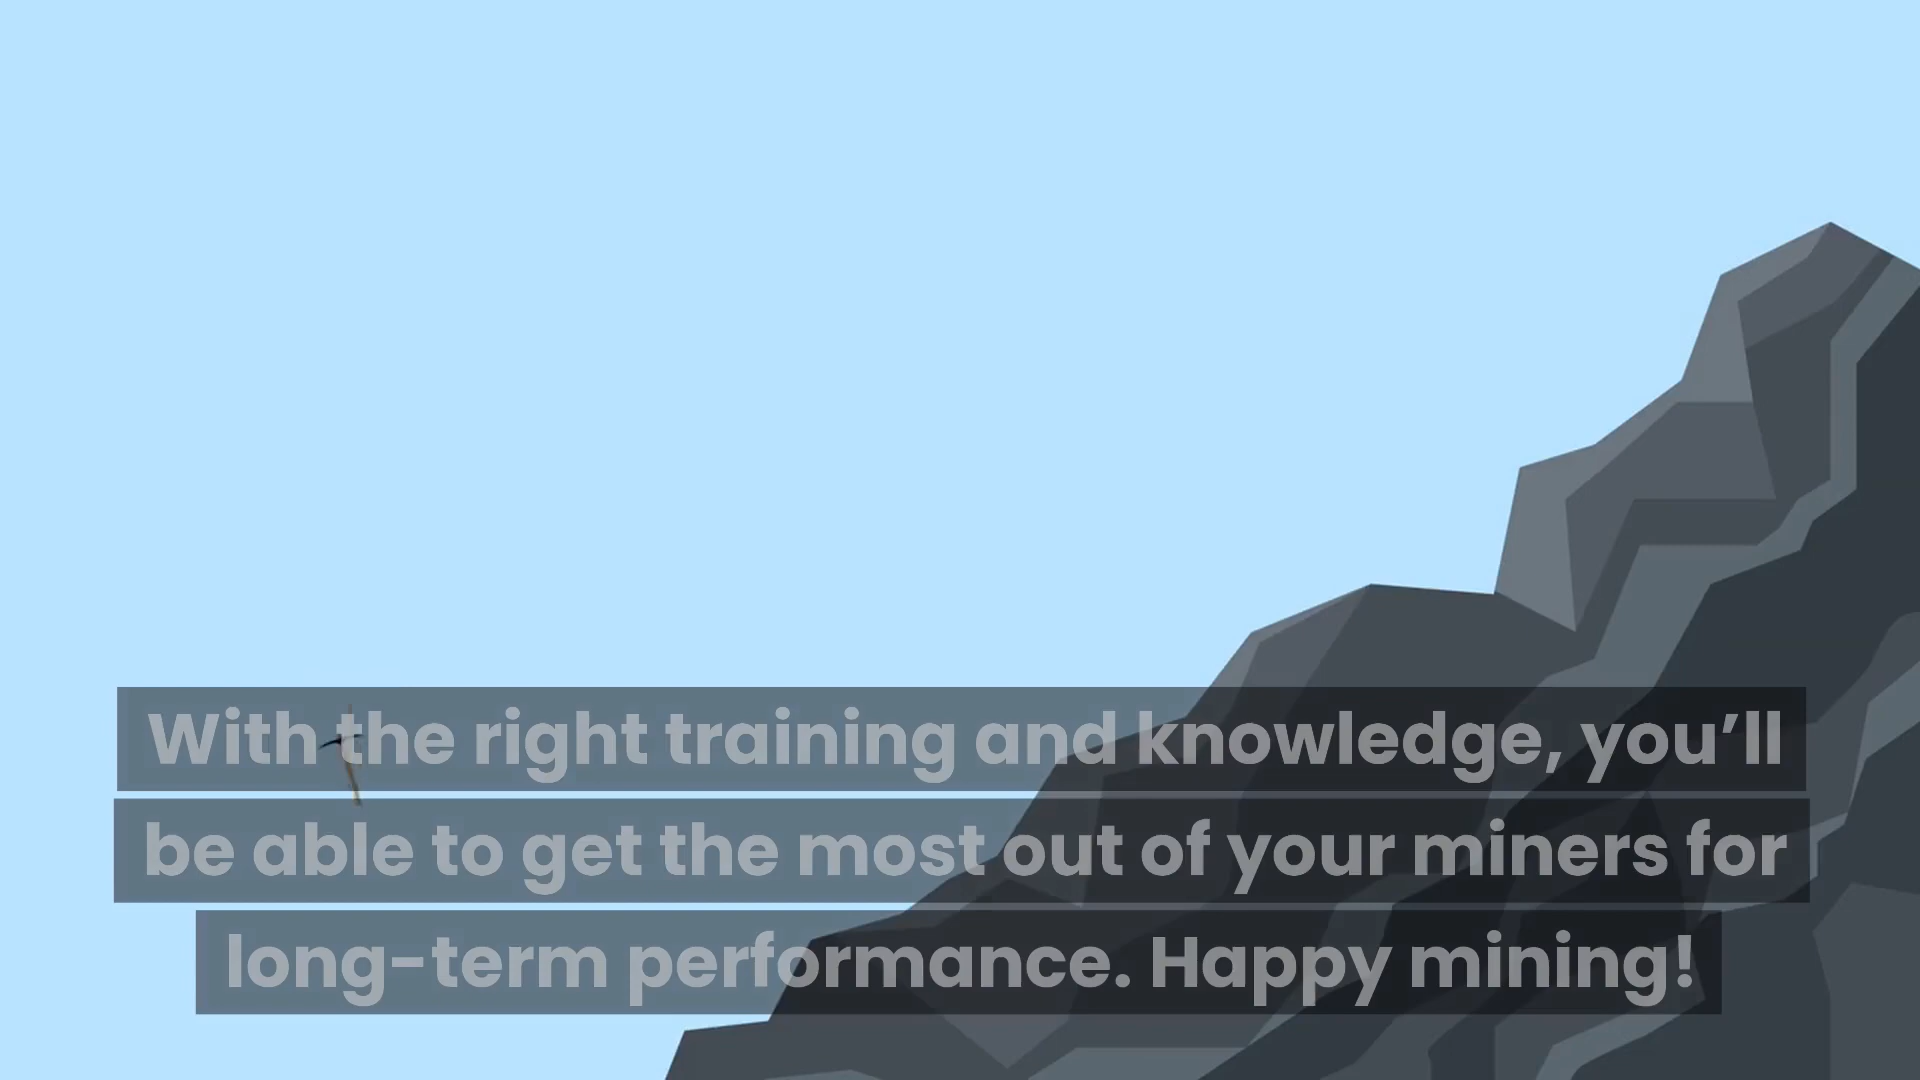 With the right training and knowledge, you’ll
be able to get the most out of your miners for
long-term performance. Happy mining!